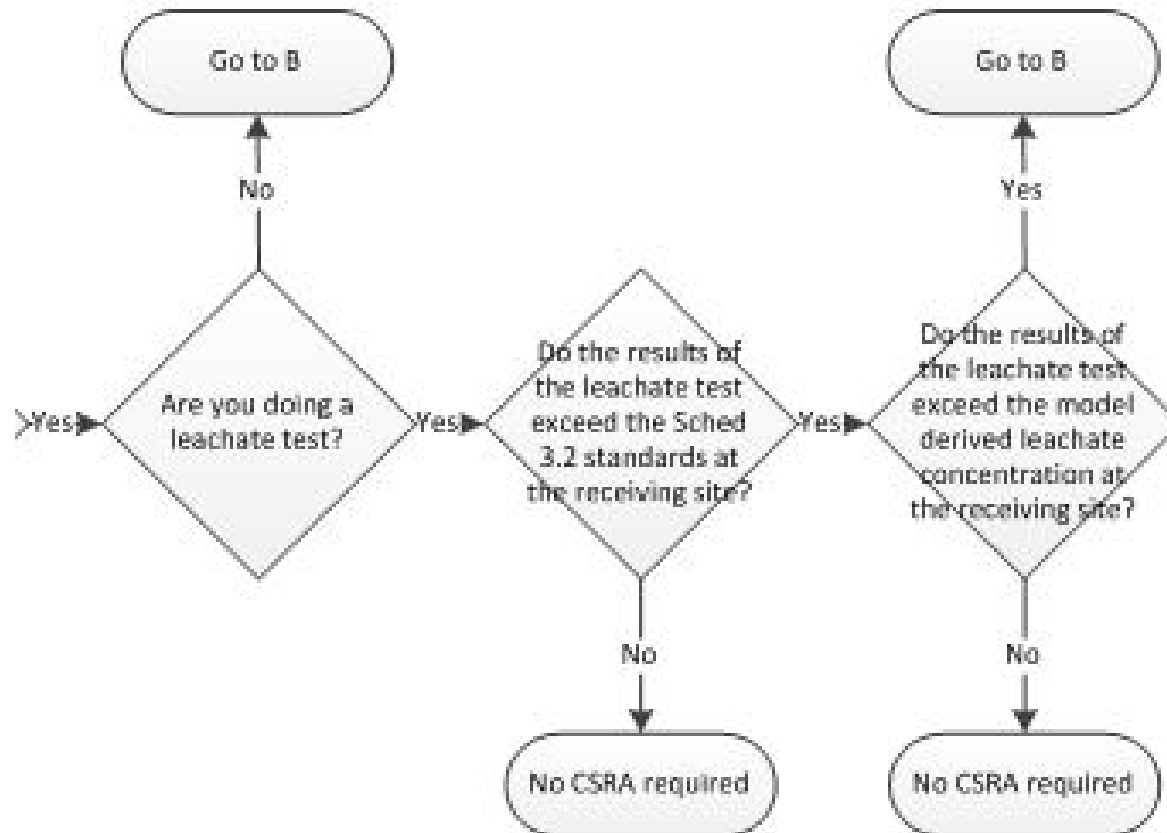 Go to B
Go to B
No
Yes
Yes
Are you doing a
leachate test?
Yes
Do the results of
the leachate test
exceed the Sched
3.2 standards at
the receiving site?
Yes
Do the results of
the leachate test
exceed the model
derived leachate
concentration at
the receiving site?
No
No
No CSRA required
No CSRA required